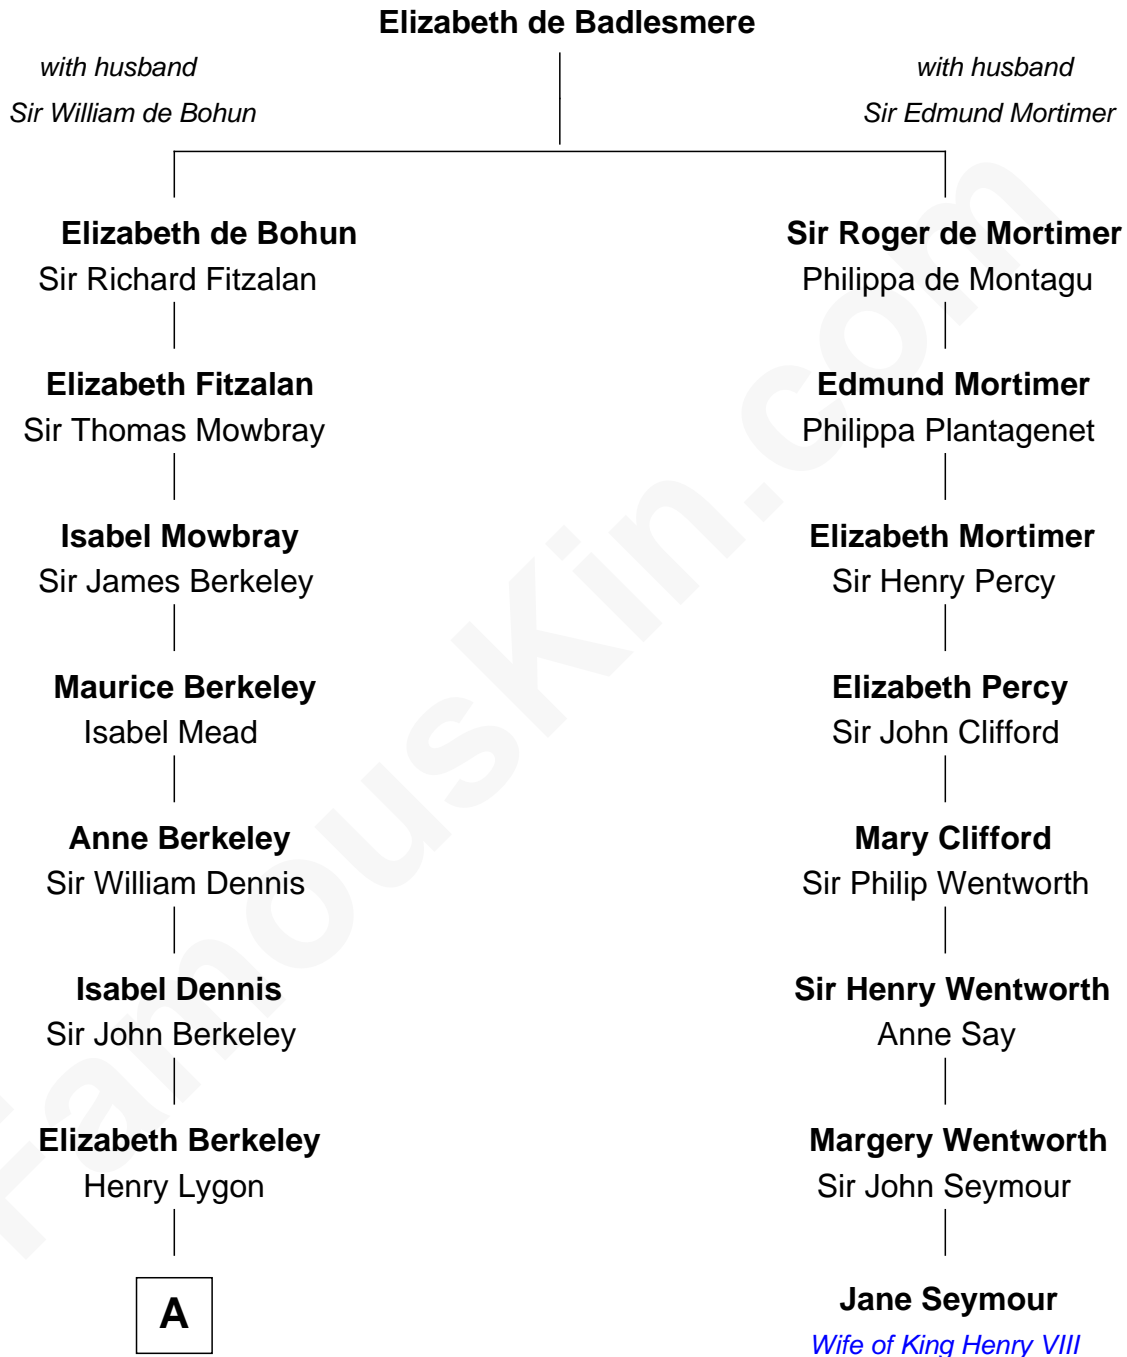 Elizabeth de Badlesmere
with husband
Sir William de Bohun
with husband
Sir Edmund Mortimer
Elizabeth de Bohun
Sir Richard Fitzalan
Sir Roger de Mortimer
Philippa de Montagu
Elizabeth Fitzalan
Sir Thomas Mowbray
Edmund Mortimer
Philippa Plantagenet
Isabel Mowbray
Sir James Berkeley
Elizabeth Mortimer
Sir Henry Percy
Maurice Berkeley
Isabel Mead
Elizabeth Percy
Sir John Clifford
Anne Berkeley
Sir William Dennis
Mary Clifford
Sir Philip Wentworth
Isabel Dennis
Sir John Berkeley
Sir Henry Wentworth
Anne Say
Elizabeth Berkeley
Henry Lygon
Margery Wentworth
Sir John Seymour
A
Jane Seymour
Wife of King Henry VIII
FamousKin.com